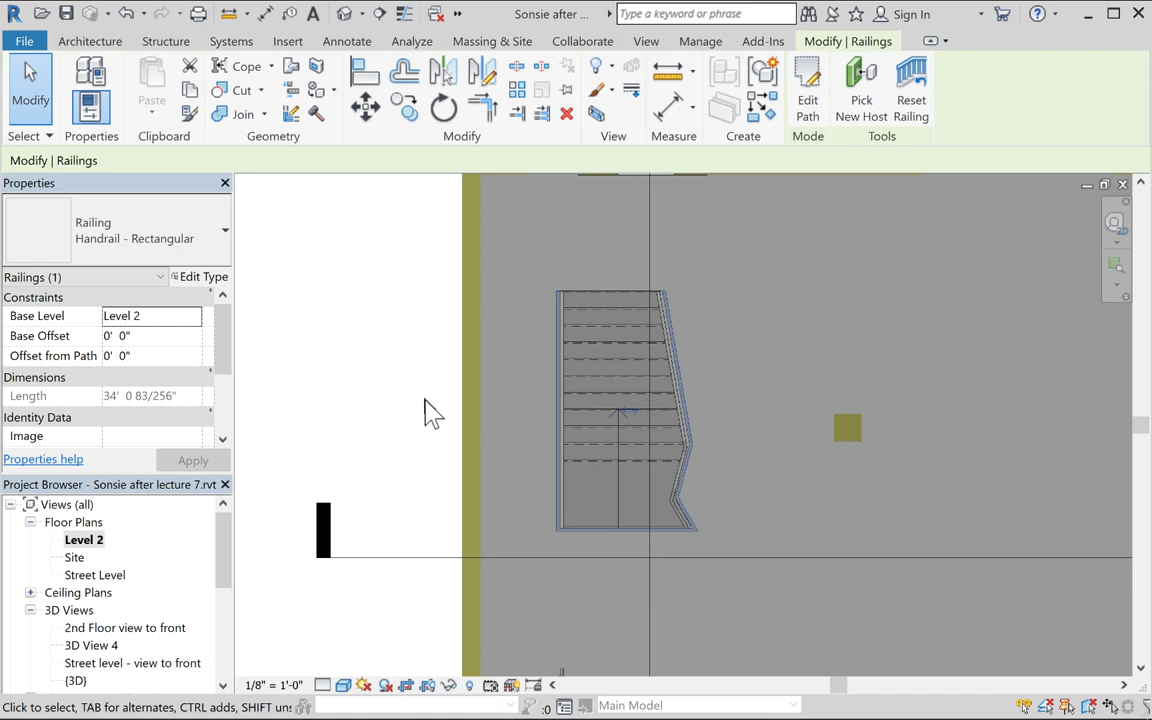 Sonsie after ...
Type a keyword or phrase
Sign In
File
Architecture
Structure
Systems
Insert
Annotate
Analyze
Massing & Site
Collaborate
View
Manage
Add-Ins
Modify | Railings
Modify
Paste
Cope
Cut
Join
Edit
Path
Pick
New Host
Reset
Railing
Select
Properties
Clipboard
Geometry
Modify
View
Measure
Create
Mode
Tools
Modify | Railings
Properties
Railing
Handrail - Rectangular
Railings (1)
Edit Type
Constraints
Base Level
Level 2
Base Offset
0' 0"
Offset from Path
0' 0"
Dimensions
Length
34' 0 83/256"
Identity Data
Image
Properties help
Apply
Project Browser - Sonsie after lecture 7.rvt
Views (all)
Floor Plans
Level 2
Site
Street Level
Ceiling Plans
3D Views
2nd Floor view to front
3D View 4
Street level - view to front
{3D}
2D
1/8" = 1'-0"
Click to select, TAB for alternates, CTRL adds, SHIFT uns
:0
Main Model